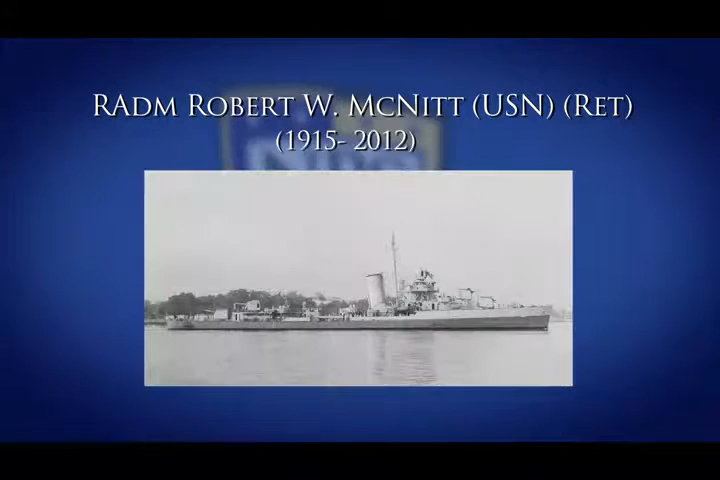 RADM ROBERT W. MCNITT (USN) (RET)
(1915- 2012)